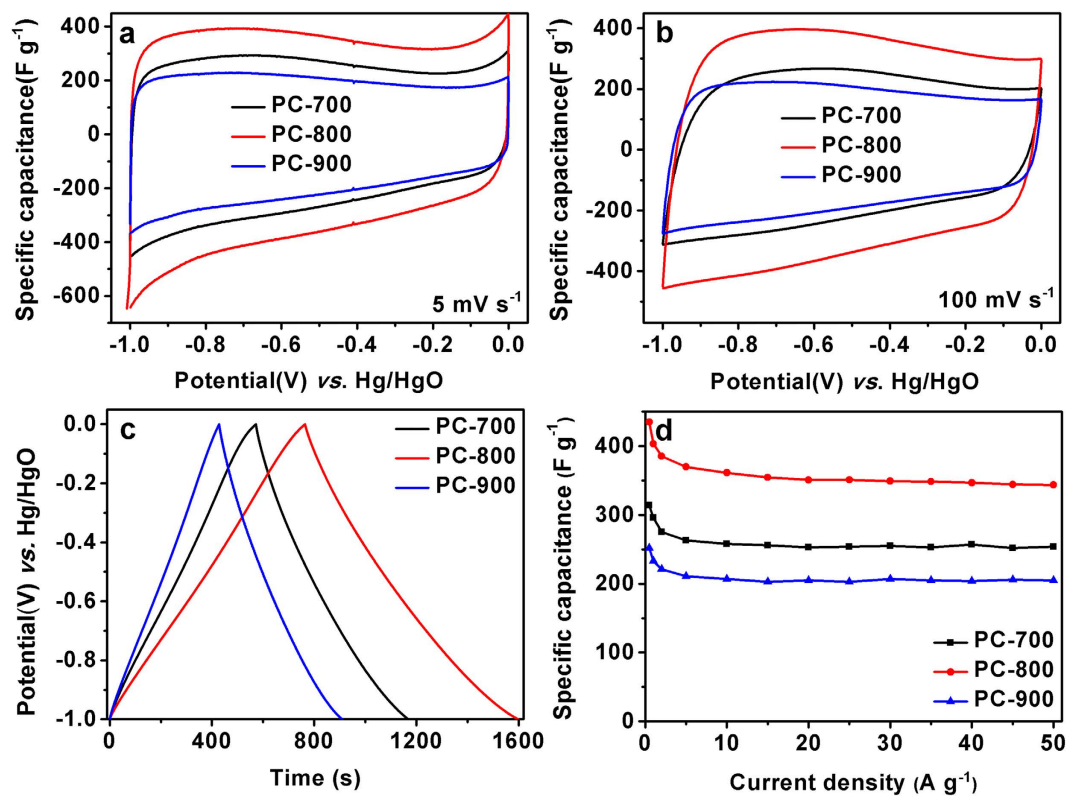 a
Specific capacitance(F g⁻¹)
400
200
0
-200
-400
-600
PC-700
PC-800
PC-900
5 mV s⁻¹
-1.0 -0.8 -0.6 -0.4 -0.2 0.0
Potential(V) vs. Hg/HgO
b
Specific capacitance(F g⁻¹)
400
200
0
-200
-400
PC-700
PC-800
PC-900
100 mV s⁻¹
-1.0 -0.8 -0.6 -0.4 -0.2 0.0
Potential(V) vs. Hg/HgO
c
Potential(V) vs. Hg/HgO
0.0
-0.2
-0.4
-0.6
-0.8
-1.0
PC-700
PC-800
PC-900
0 400 800 1200 1600
Time (s)
d
Specific capacitance (F g⁻¹)
400
300
200
100
0
PC-700
PC-800
PC-900
0 10 20 30 40 50
Current density (A g⁻¹)